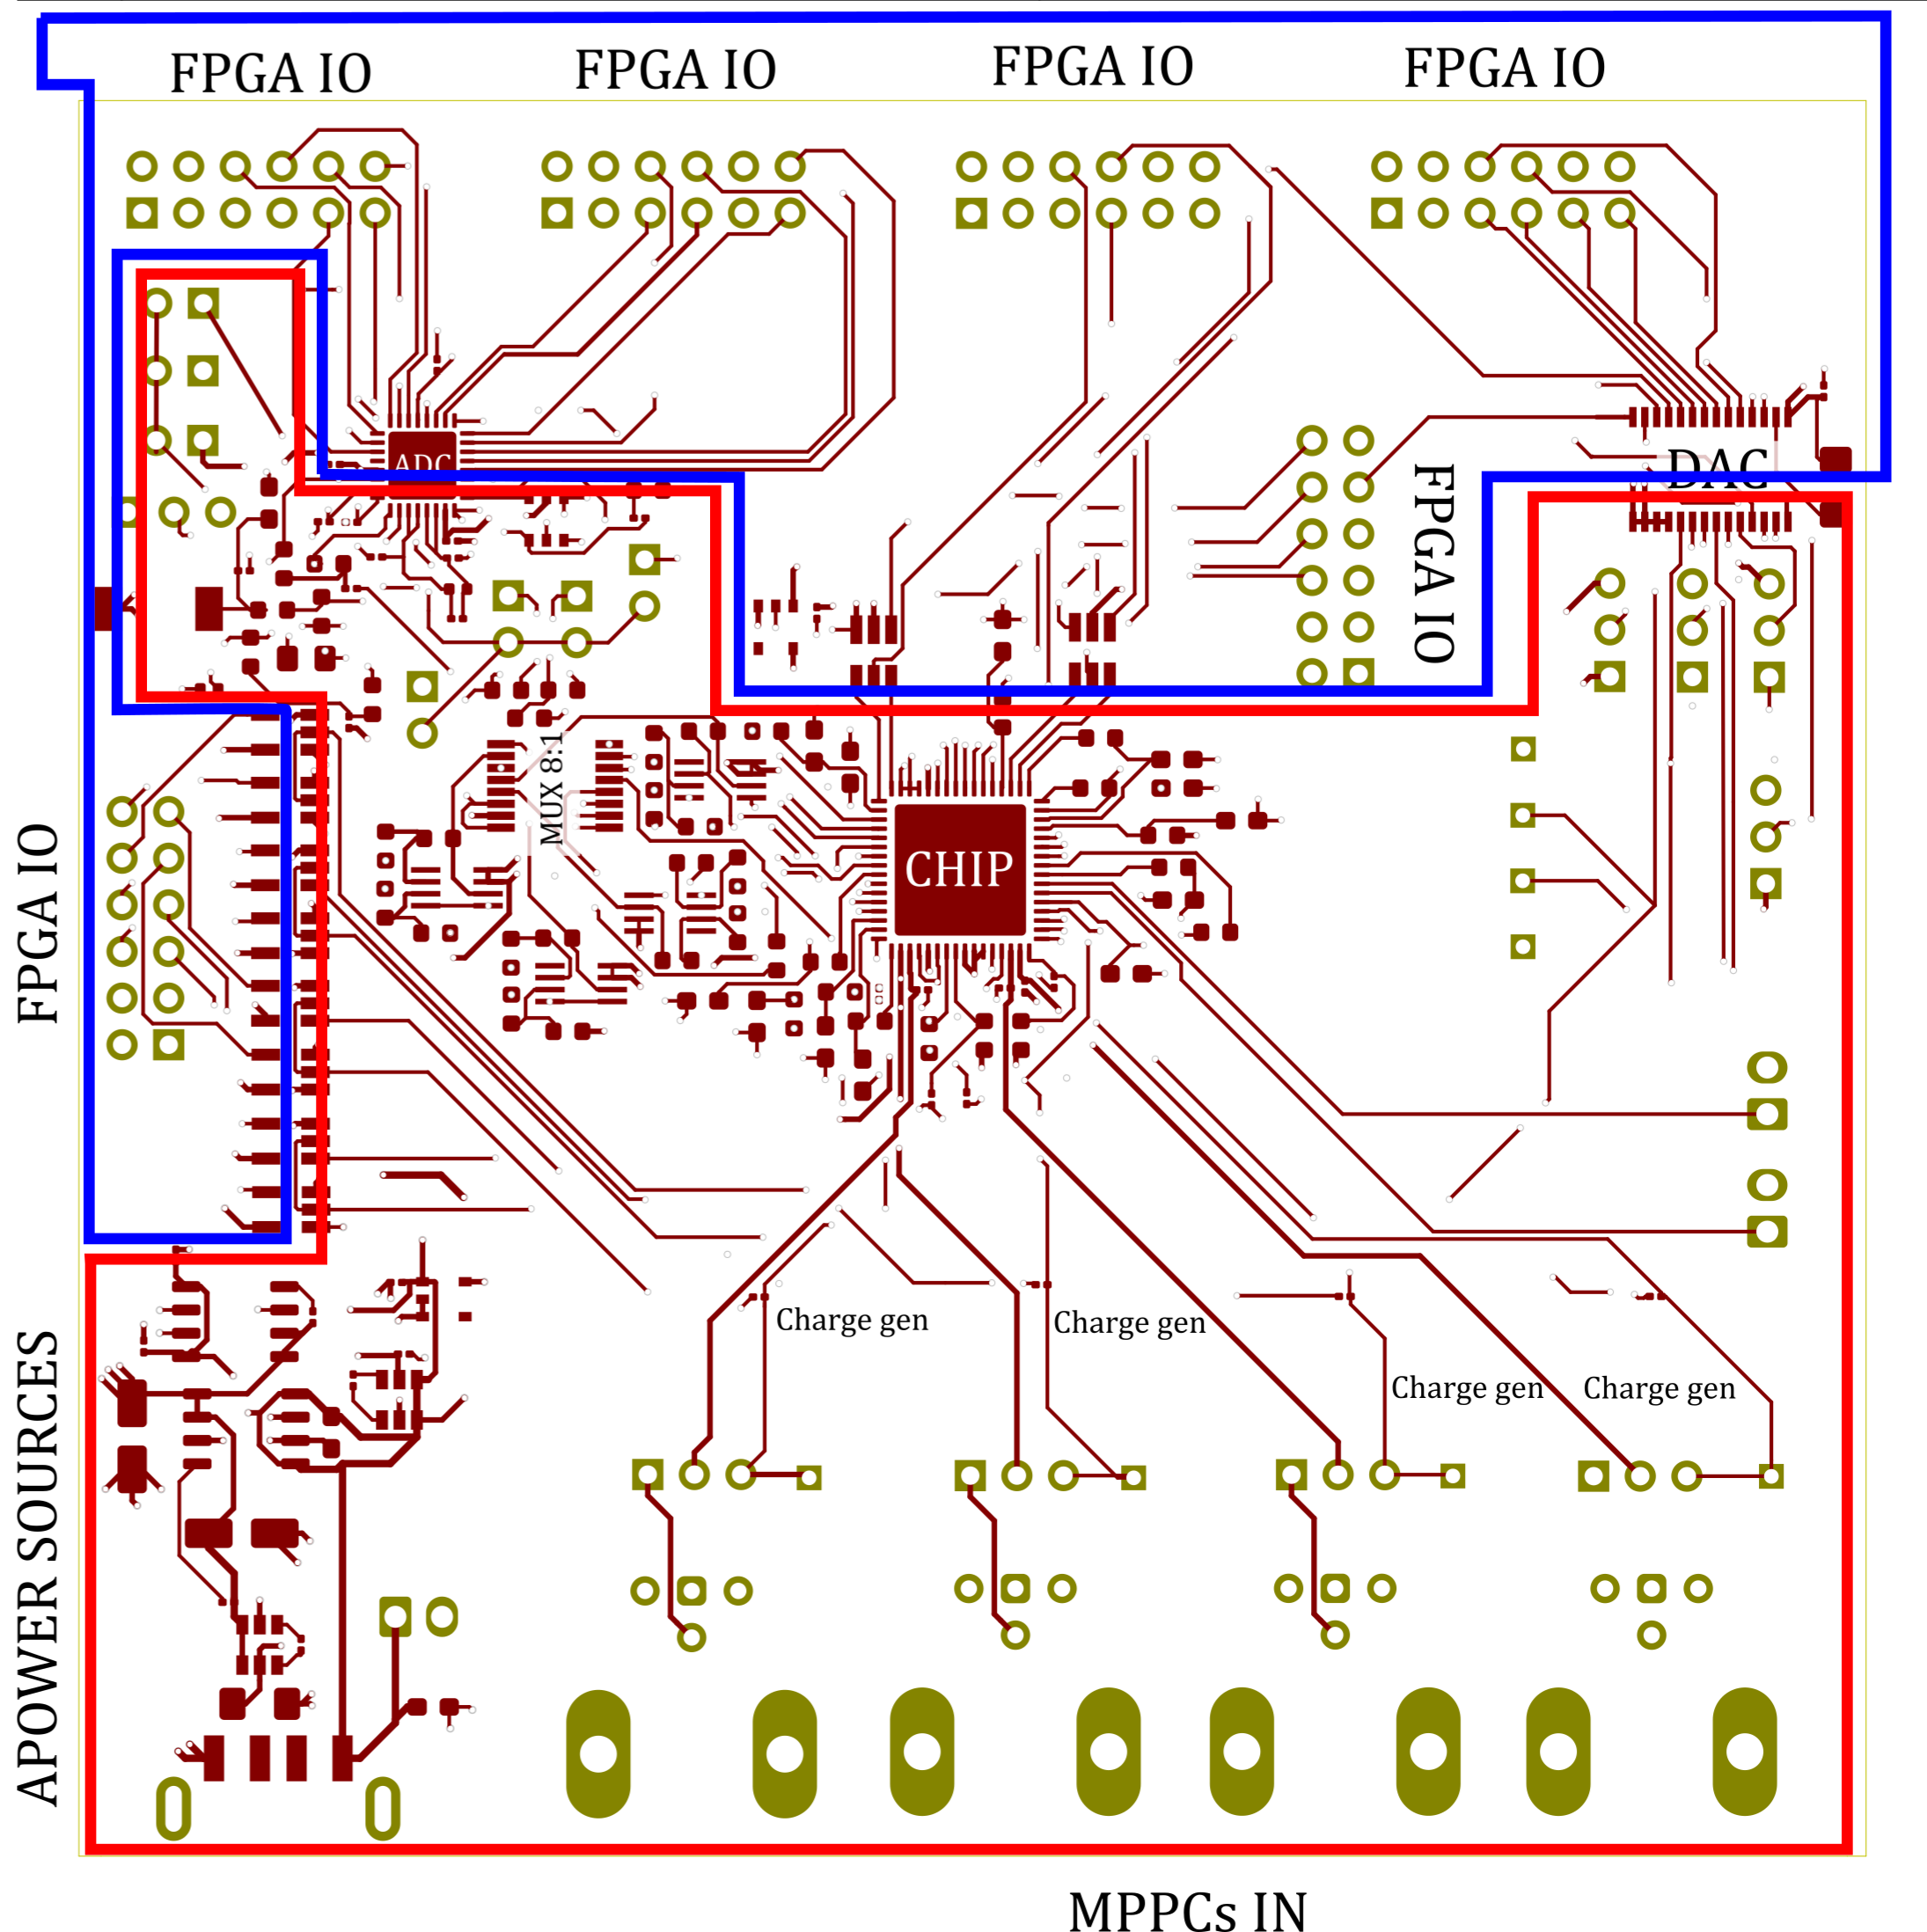 FPGA IO
FPGA IO
FPGA IO
FPGA IO
ADC
DAC
FPGA IO
MUX 8:1
CHIP
FPGA IO
Charge gen
Charge gen
Charge gen
Charge gen
APOWER SOURCES
MPPCs IN